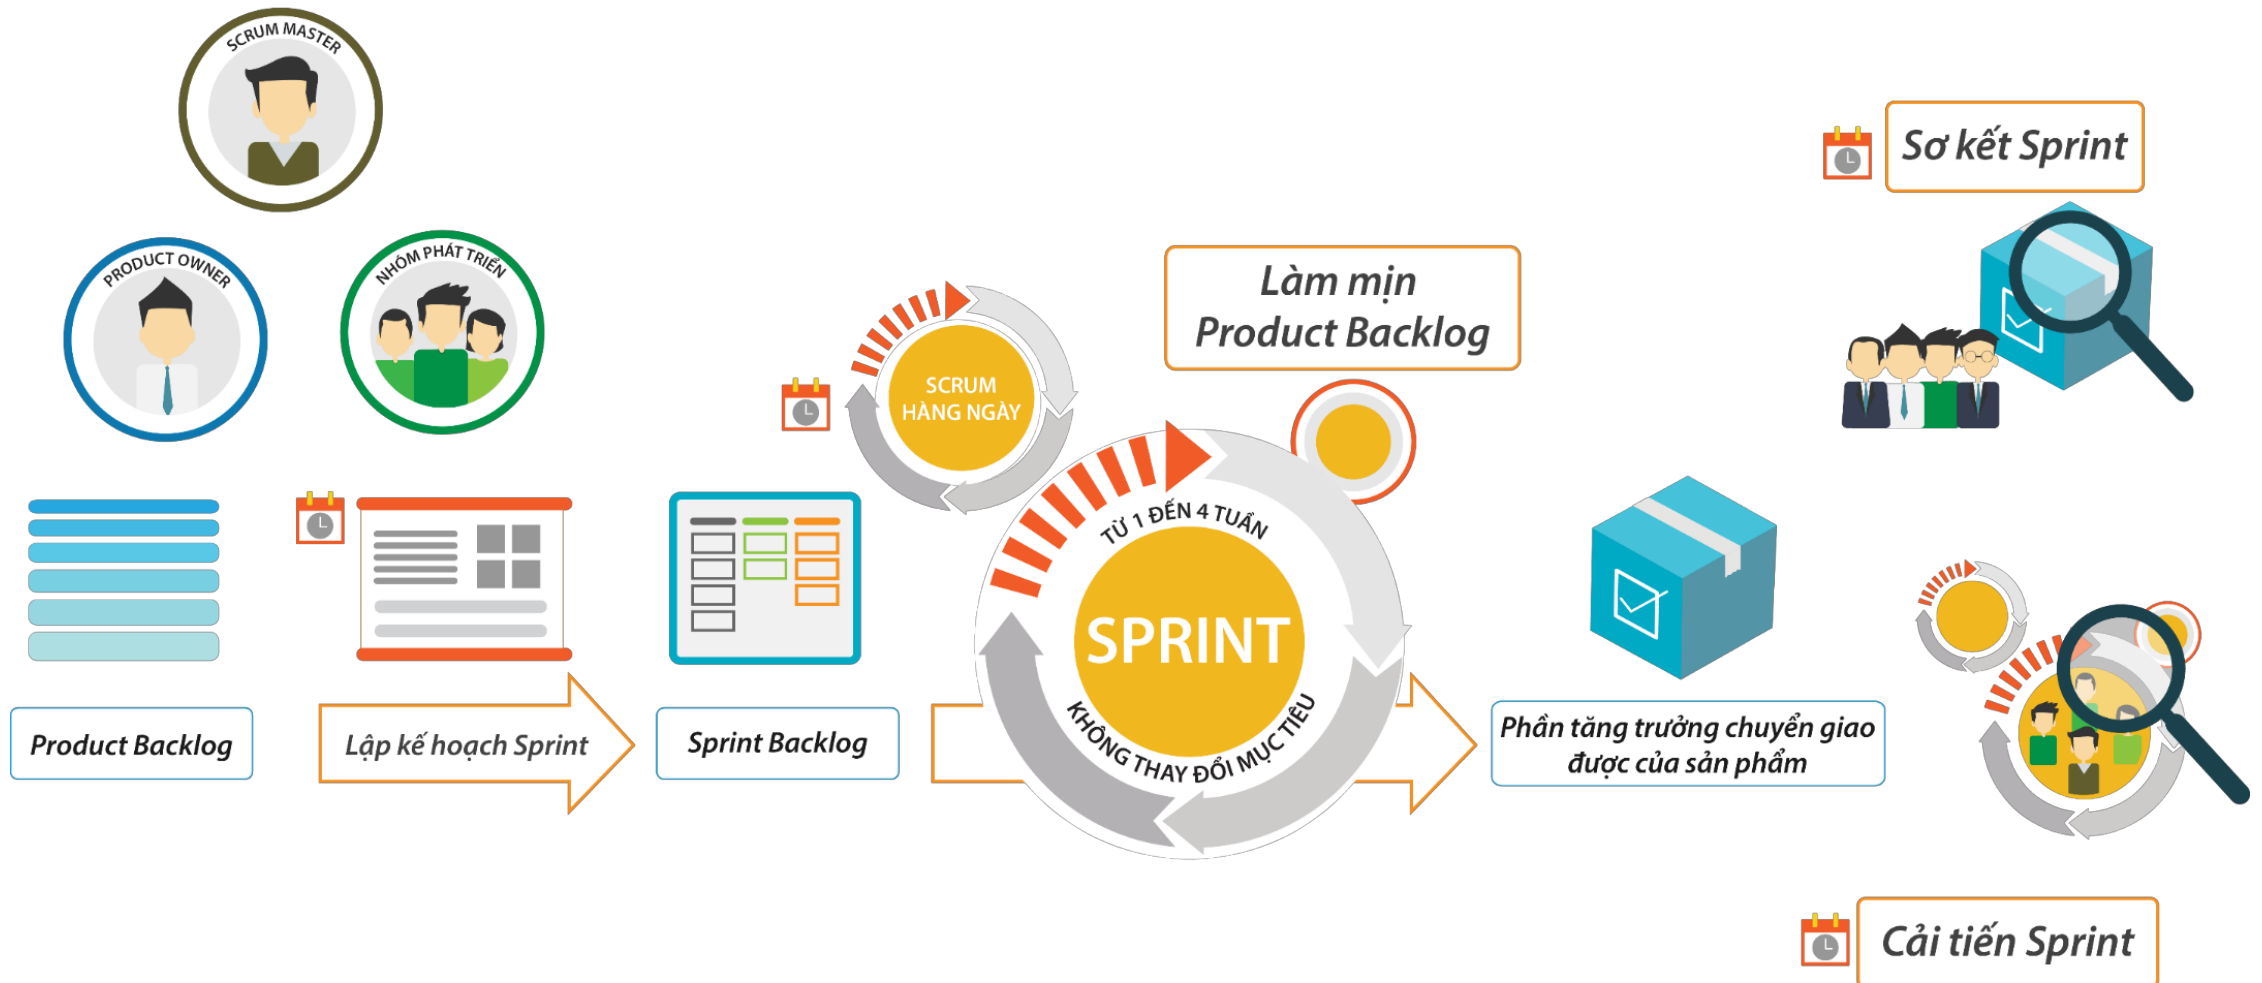 SCRUM MASTER
PRODUCT OWNER
NHÓM PHÁT TRIỂN
Product Backlog
Lập kế hoạch Sprint
Sprint Backlog
SCRUM
HÀNG NGÀY
Làm mịn
Product Backlog
TỪ 1 ĐẾN 4 TUẦN
SPRINT
KHÔNG THAY ĐỔI MỤC TIÊU
Phần tăng trưởng chuyển giao
được của sản phẩm
Sơ kết Sprint
Cải tiến Sprint